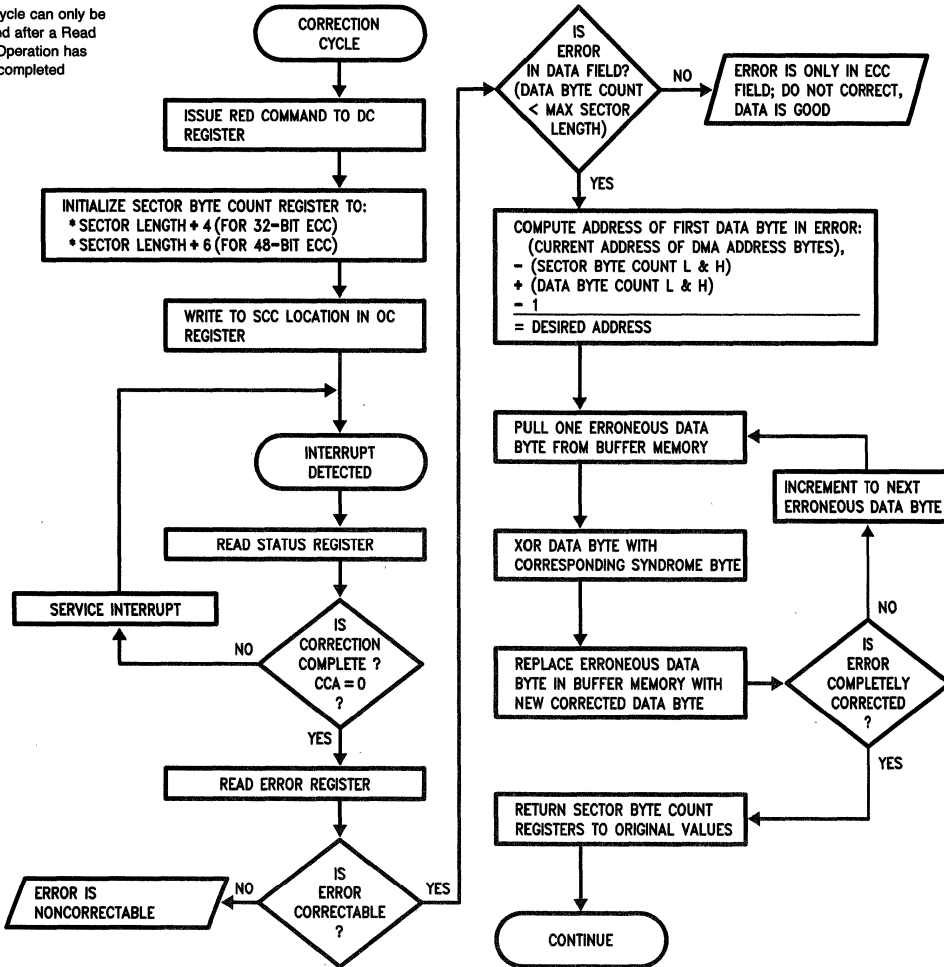 ycle can only be
ed after a Read
Operation has
completed
CORRECTION
CYCLE
ISSUE RED COMMAND TO DC
REGISTER
INITIALIZE SECTOR BYTE COUNT REGISTER TO:
* SECTOR LENGTH + 4 (FOR 32-BIT ECC)
* SECTOR LENGTH + 6 (FOR 48-BIT ECC)
WRITE TO SCC LOCATION IN OC
REGISTER
INTERRUPT
DETECTED
READ STATUS REGISTER
SERVICE INTERRUPT
IS
CORRECTION
COMPLETE ?
CCA = 0
?
NO
YES
READ ERROR REGISTER
IS
ERROR
CORRECTABLE
?
NO
YES
ERROR IS
NONCORRECTABLE
IS
ERROR
IN DATA FIELD?
(DATA BYTE COUNT
< MAX SECTOR
LENGTH)
NO
YES
ERROR IS ONLY IN ECC
FIELD; DO NOT CORRECT,
DATA IS GOOD
COMPUTE ADDRESS OF FIRST DATA BYTE IN ERROR:
(CURRENT ADDRESS OF DMA ADDRESS BYTES),
- (SECTOR BYTE COUNT L & H)
+ (DATA BYTE COUNT L & H)
- 1
= DESIRED ADDRESS
PULL ONE ERRONEOUS DATA
BYTE FROM BUFFER MEMORY
INCREMENT TO NEXT
ERRONEOUS DATA BYTE
XOR DATA BYTE WITH
CORRESPONDING SYNDROME BYTE
REPLACE ERRONEOUS DATA
BYTE IN BUFFER MEMORY WITH
NEW CORRECTED DATA BYTE
NO
IS
ERROR
COMPLETELY
CORRECTED
?
YES
RETURN SECTOR BYTE COUNT
REGISTERS TO ORIGINAL VALUES
CONTINUE